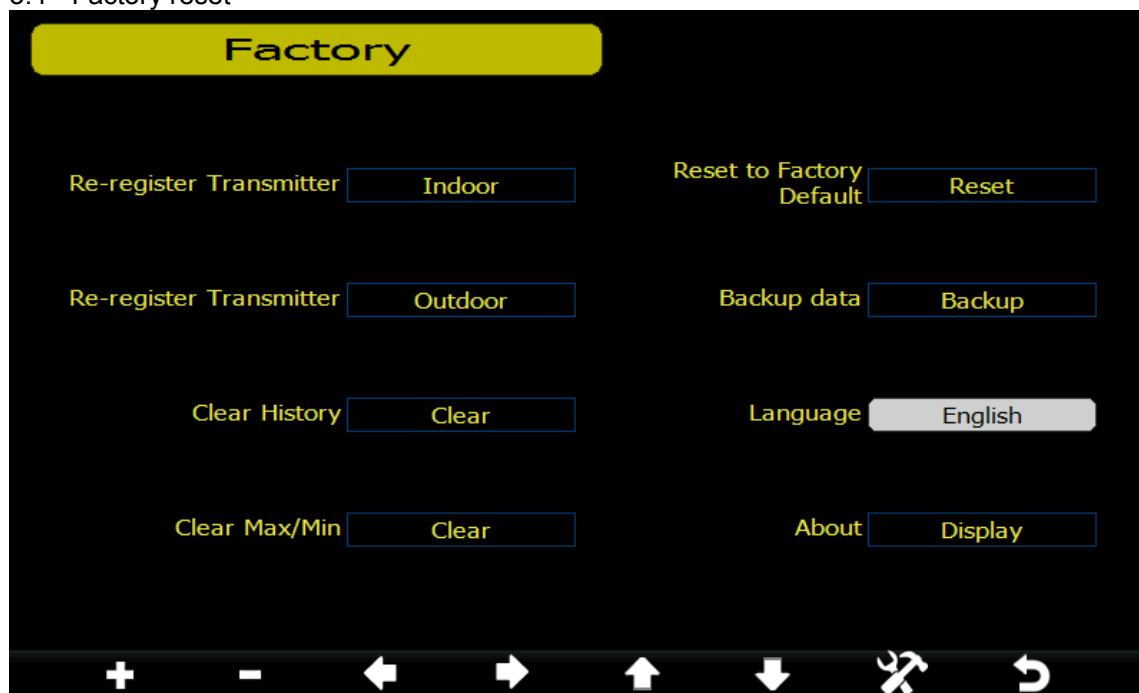 Factory
Re-register Transmitter Indoor
Reset to Factory
Default Reset
Re-register Transmitter Outdoor
Backup data Backup
Clear History Clear
Language English
Clear Max/Min Clear
About Display